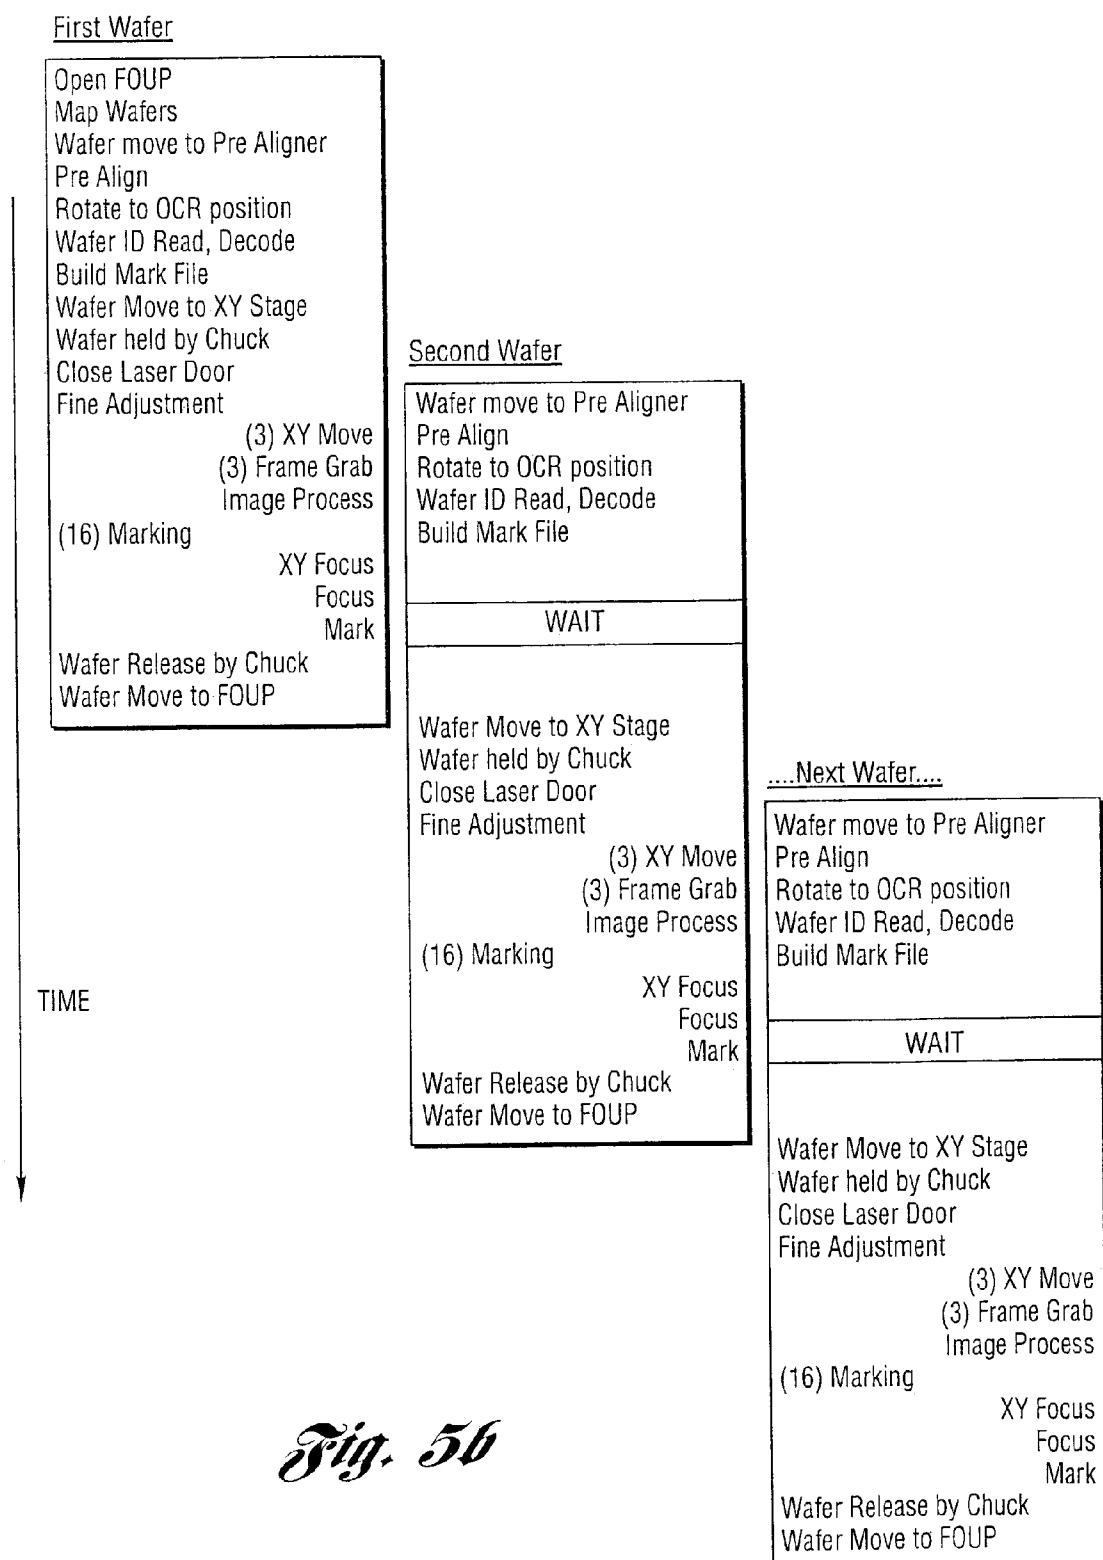 First Wafer
Open FOUP
Map Wafers
Wafer move to Pre Aligner
Pre Align
Rotate to OCR position
Wafer ID Read, Decode
Build Mark File
Wafer Move to XY Stage
Wafer held by Chuck
Close Laser Door
Fine Adjustment
(3) XY Move
(3) Frame Grab
Image Process
(16) Marking
XY Focus
Focus
Mark
Wafer Release by Chuck
Wafer Move to FOUP
Second Wafer
Wafer move to Pre Aligner
Pre Align
Rotate to OCR position
Wafer ID Read, Decode
Build Mark File
WAIT
Wafer Move to XY Stage
Wafer held by Chuck
Close Laser Door
Fine Adjustment
(3) XY Move
(3) Frame Grab
Image Process
(16) Marking
XY Focus
Focus
Mark
Wafer Release by Chuck
Wafer Move to FOUP
....Next Wafer....
Wafer move to Pre Aligner
Pre Align
Rotate to OCR position
Wafer ID Read, Decode
Build Mark File
WAIT
Wafer Move to XY Stage
Wafer held by Chuck
Close Laser Door
Fine Adjustment
(3) XY Move
(3) Frame Grab
Image Process
(16) Marking
XY Focus
Focus
Mark
Wafer Release by Chuck
Wafer Move to FOUP
TIME
Fig. 5b